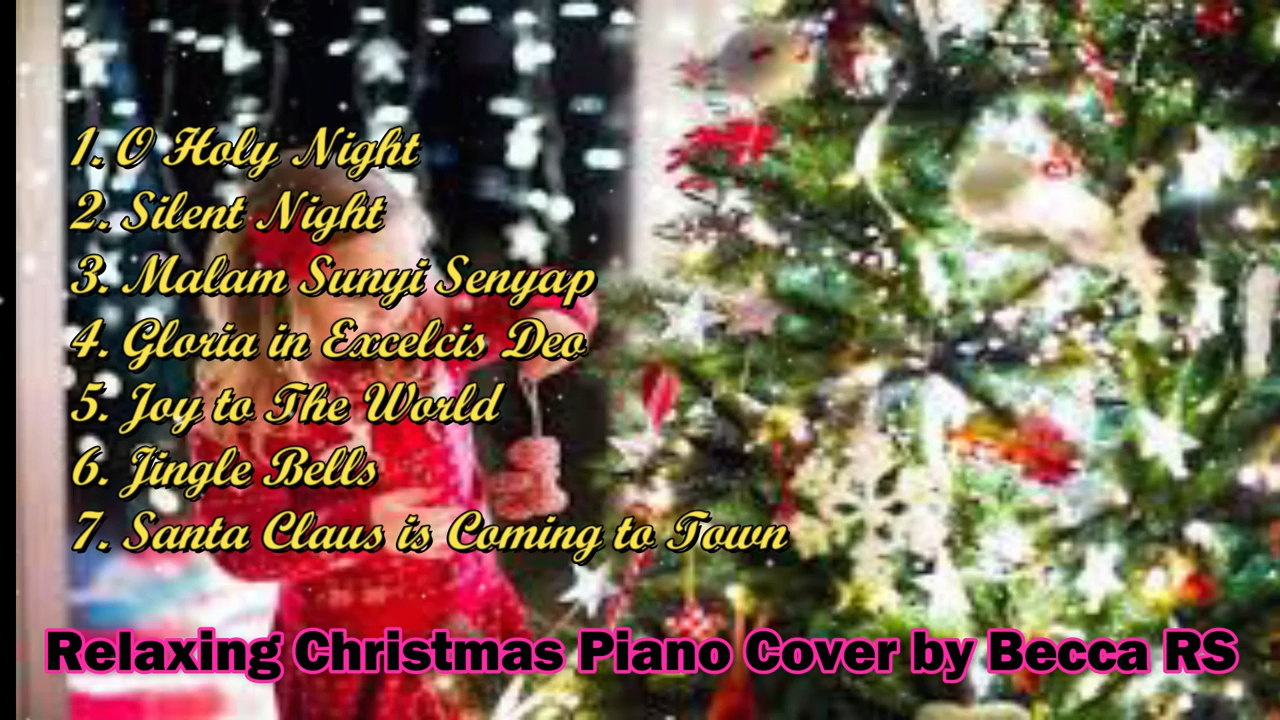 1. O Holy Night
2. Silent Night
3. Malam Sunyi Senyap
4. Gloria in Excelcis Deo
5. Joy to The World
6. Jingle Bells
7. Santa Claus is Coming to Town
Relaxing Christmas Piano Cover by Becca RS